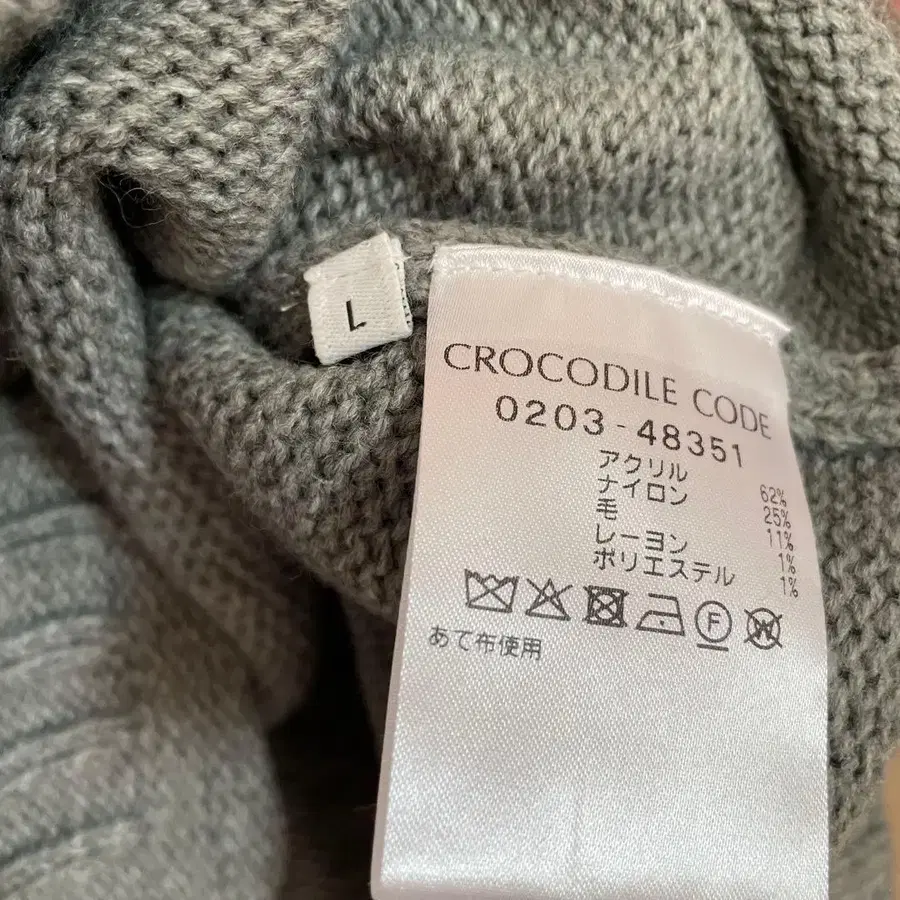 L
CROCODILE CODE
0203-48351
アクリル 62%
ナイロン 25%
毛 11%
レーヨン 1%
ポリエステル 1%
F W
あて布使用